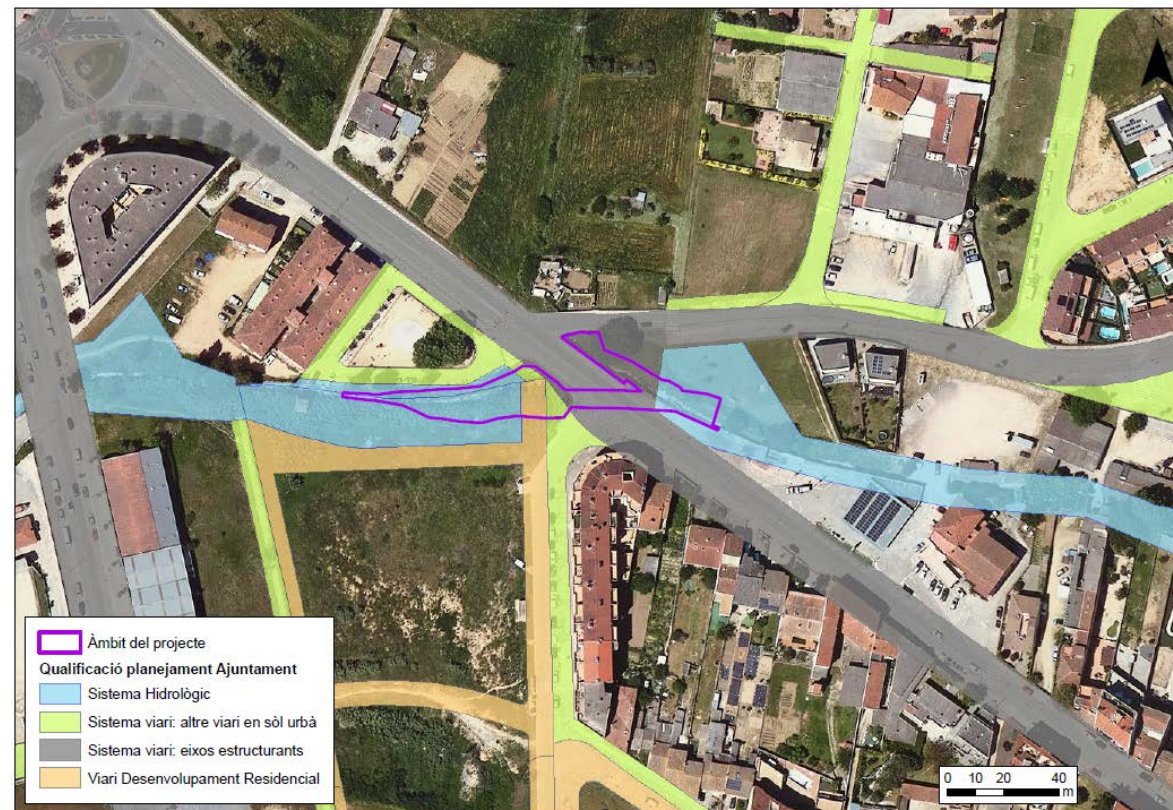 Àmbit del projecte
Qualificació planejament Ajuntament
Sistema Hidrològic
Sistema viari: altre viari en sòl urbà
Sistema viari: eixos estructurants
Viari Desenvolupament Residencial
0 10 20 40
m